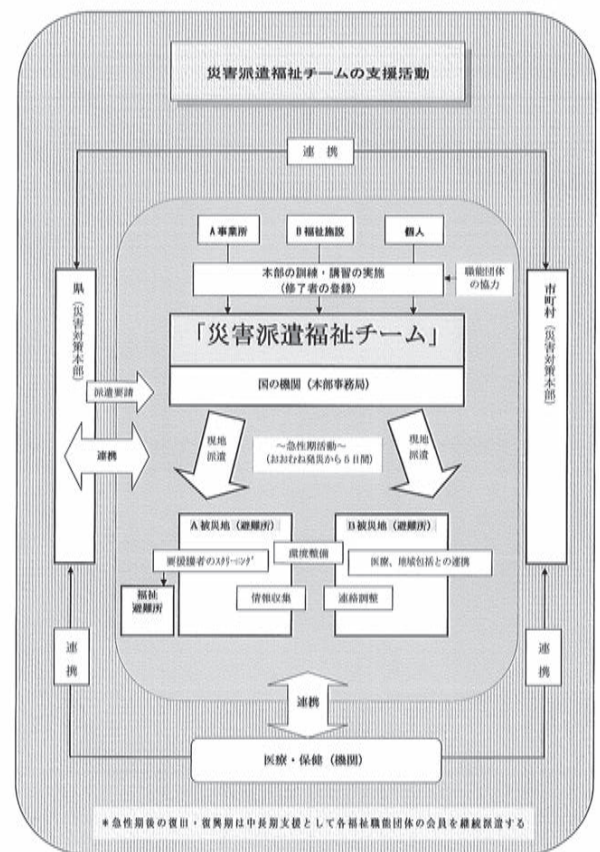 災害派遣福祉チームの支援活動
連 携
A事業所
B福祉施設
個人
本部の訓練・講習の実施
(修了者の登録)
職能団体
の協力
県(災害対策本部)
市町村(災害対策本部)
「災害派遣福祉チーム」
国の機関(本部事務局)
派遣要請
連携
現地
派遣
～急性期活動～
(おおむね発災から5日間)
現地
派遣
A被災地(避難所)
B被災地(避難所)
環境整備
要援護者のスクリーニング
医療、地域包括との連携
福祉
避難所
情報収集
連絡調整
連携
連携
連携
医療・保健(機関)
*急性期後の復旧・復興期は中長期支援として各福祉職能団体の会員を継続派遣する